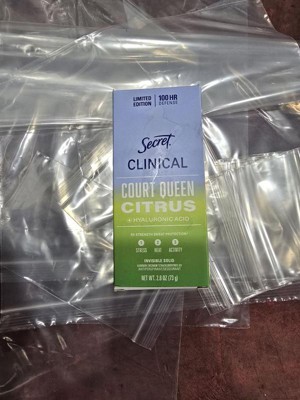 LIMITED EDITION
100 HR DEFENSE
Secret
CLINICAL
COURT QUEEN
CITRUS
+ HYALURONIC ACID
STRESS HEAT ACTIVITY
INVISIBLE SOLID
NET WT. 2.6 OZ (73 g)